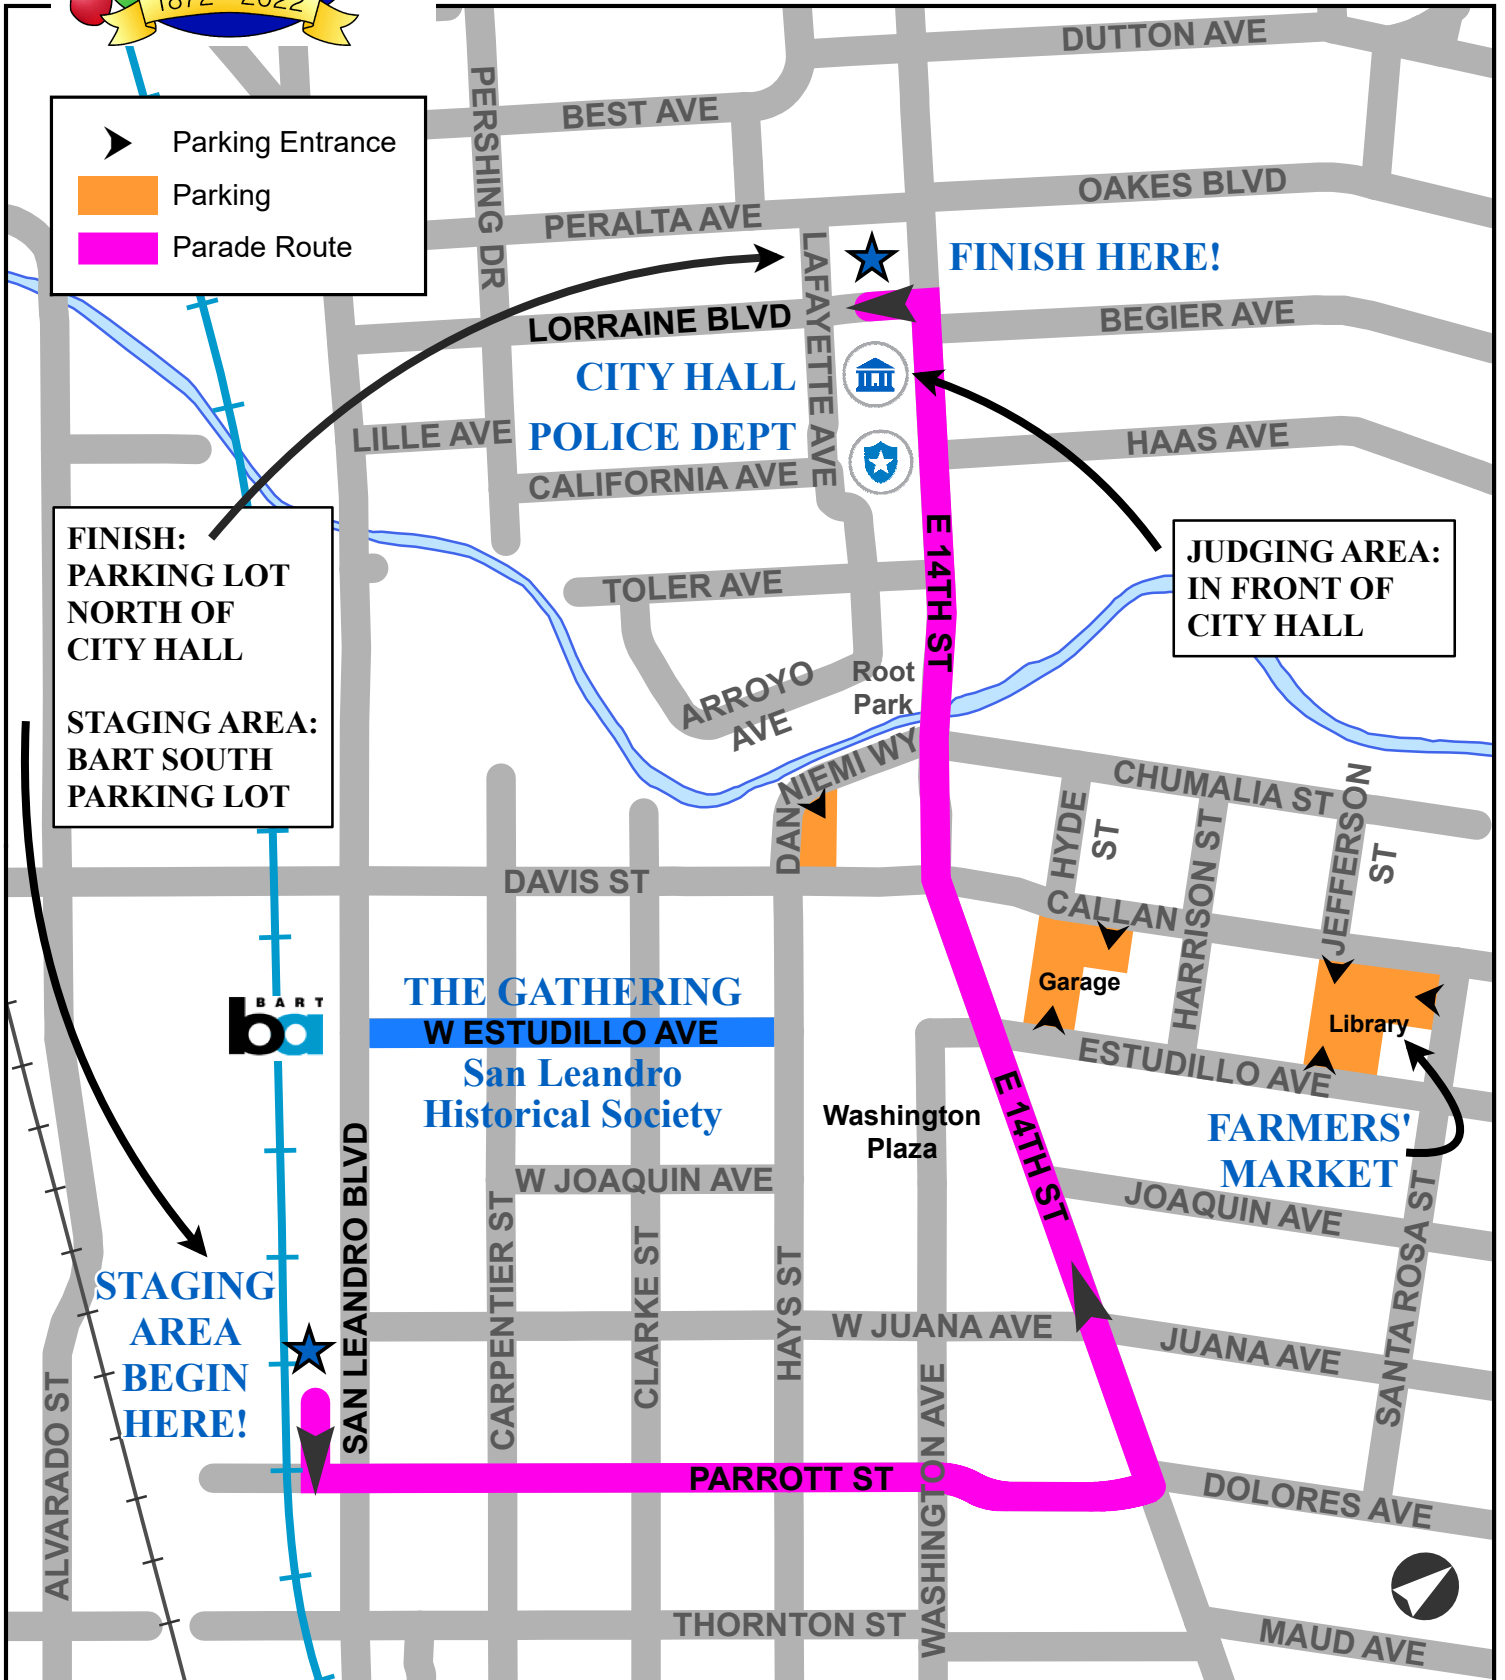 1872 - 2022
DUTTON AVE
PERSHING DR
BEST AVE
Parking Entrance
Parking
Parade Route
OAKES BLVD
PERALTA AVE
LAFAYETTE AVE
FINISH HERE!
LORRAINE BLVD
BEGIER AVE
CITY HALL
POLICE DEPT
LILLE AVE
HAAS AVE
CALIFORNIA AVE
E 14TH ST
FINISH:
PARKING LOT
NORTH OF
CITY HALL
STAGING AREA:
BART SOUTH
PARKING LOT
JUDGING AREA:
IN FRONT OF
CITY HALL
TOLER AVE
ARROYO
AVE
Root
Park
DAN NIEMI WY
CHUMALIA ST
HYDE
ST
HARRISON ST
JEFFERSON
ST
DAVIS ST
CALLAN
Garage
Library
THE GATHERING
W ESTUDILLO AVE
San Leandro
Historical Society
BART
ba
ESTUDILLO AVE
E 14TH ST
Washington
Plaza
FARMERS'
MARKET
W JOAQUIN AVE
JOAQUIN AVE
SAN LEANDRO BLVD
CARPENTIER ST
CLARKE ST
HAYS ST
SANTA ROSA ST
STAGING
AREA
BEGIN
HERE!
W JUANA AVE
JUANA AVE
ALVARADO ST
WASHINGTON AVE
PARROTT ST
DOLORES AVE
THORNTON ST
MAUD AVE